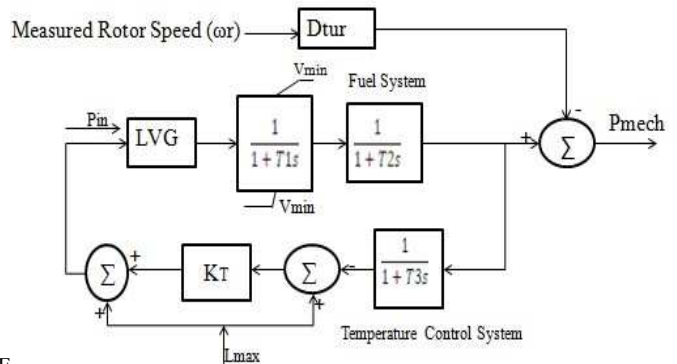 Measured Rotor Speed (ωr)
Dtur
Vmin
Fuel System
Pin
LVG
1
1+T1s
1
1+T2s
-
+
Σ
Pmech
Vmin
Σ
+
+
KT
Σ
-
+
1
1+T3s
Temperature Control System
Lmax